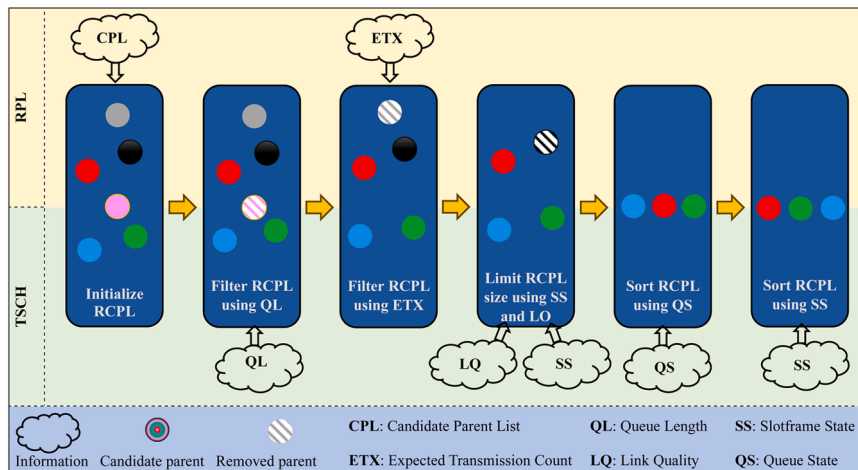 CPL
ETX
RPL
TSCH
Initialize
RCPL
Filter RCPL
using QL
Filter RCPL
using ETX
Limit RCPL
size using SS
and LO
Sort RCPL
using QS
Sort RCPL
using SS
QL
LQ
SS
QS
SS
Information
Candidate parent
Removed parent
CPL: Candidate Parent List
QL: Queue Length
SS: Slotframe State
ETX: Expected Transmission Count
LQ: Link Quality
QS: Queue State